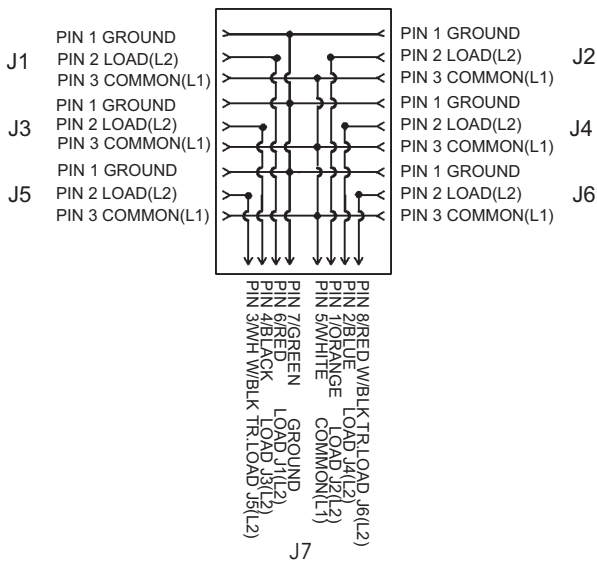 J1
PIN 1 GROUND
PIN 2 LOAD(L2)
PIN 3 COMMON(L1)
J3
PIN 1 GROUND
PIN 2 LOAD(L2)
PIN 3 COMMON(L1)
J5
PIN 1 GROUND
PIN 2 LOAD(L2)
PIN 3 COMMON(L1)
J2
PIN 1 GROUND
PIN 2 LOAD(L2)
PIN 3 COMMON(L1)
J4
PIN 1 GROUND
PIN 2 LOAD(L2)
PIN 3 COMMON(L1)
J6
PIN 1 GROUND
PIN 2 LOAD(L2)
PIN 3 COMMON(L1)
PIN 3/WH W/BLK TR.LOAD J5(L2)
PIN 4/BLACK LOAD J3(L2)
PIN 6/RED LOAD J1(L2)
PIN 7/GREEN GROUND
PIN 5/WHITE COMMON(L1)
PIN 1/ORANGE LOAD J2(L2)
PIN 2/BLUE LOAD J4(L2)
PIN 8/RED W/BLK TR.LOAD J6(L2)
J7